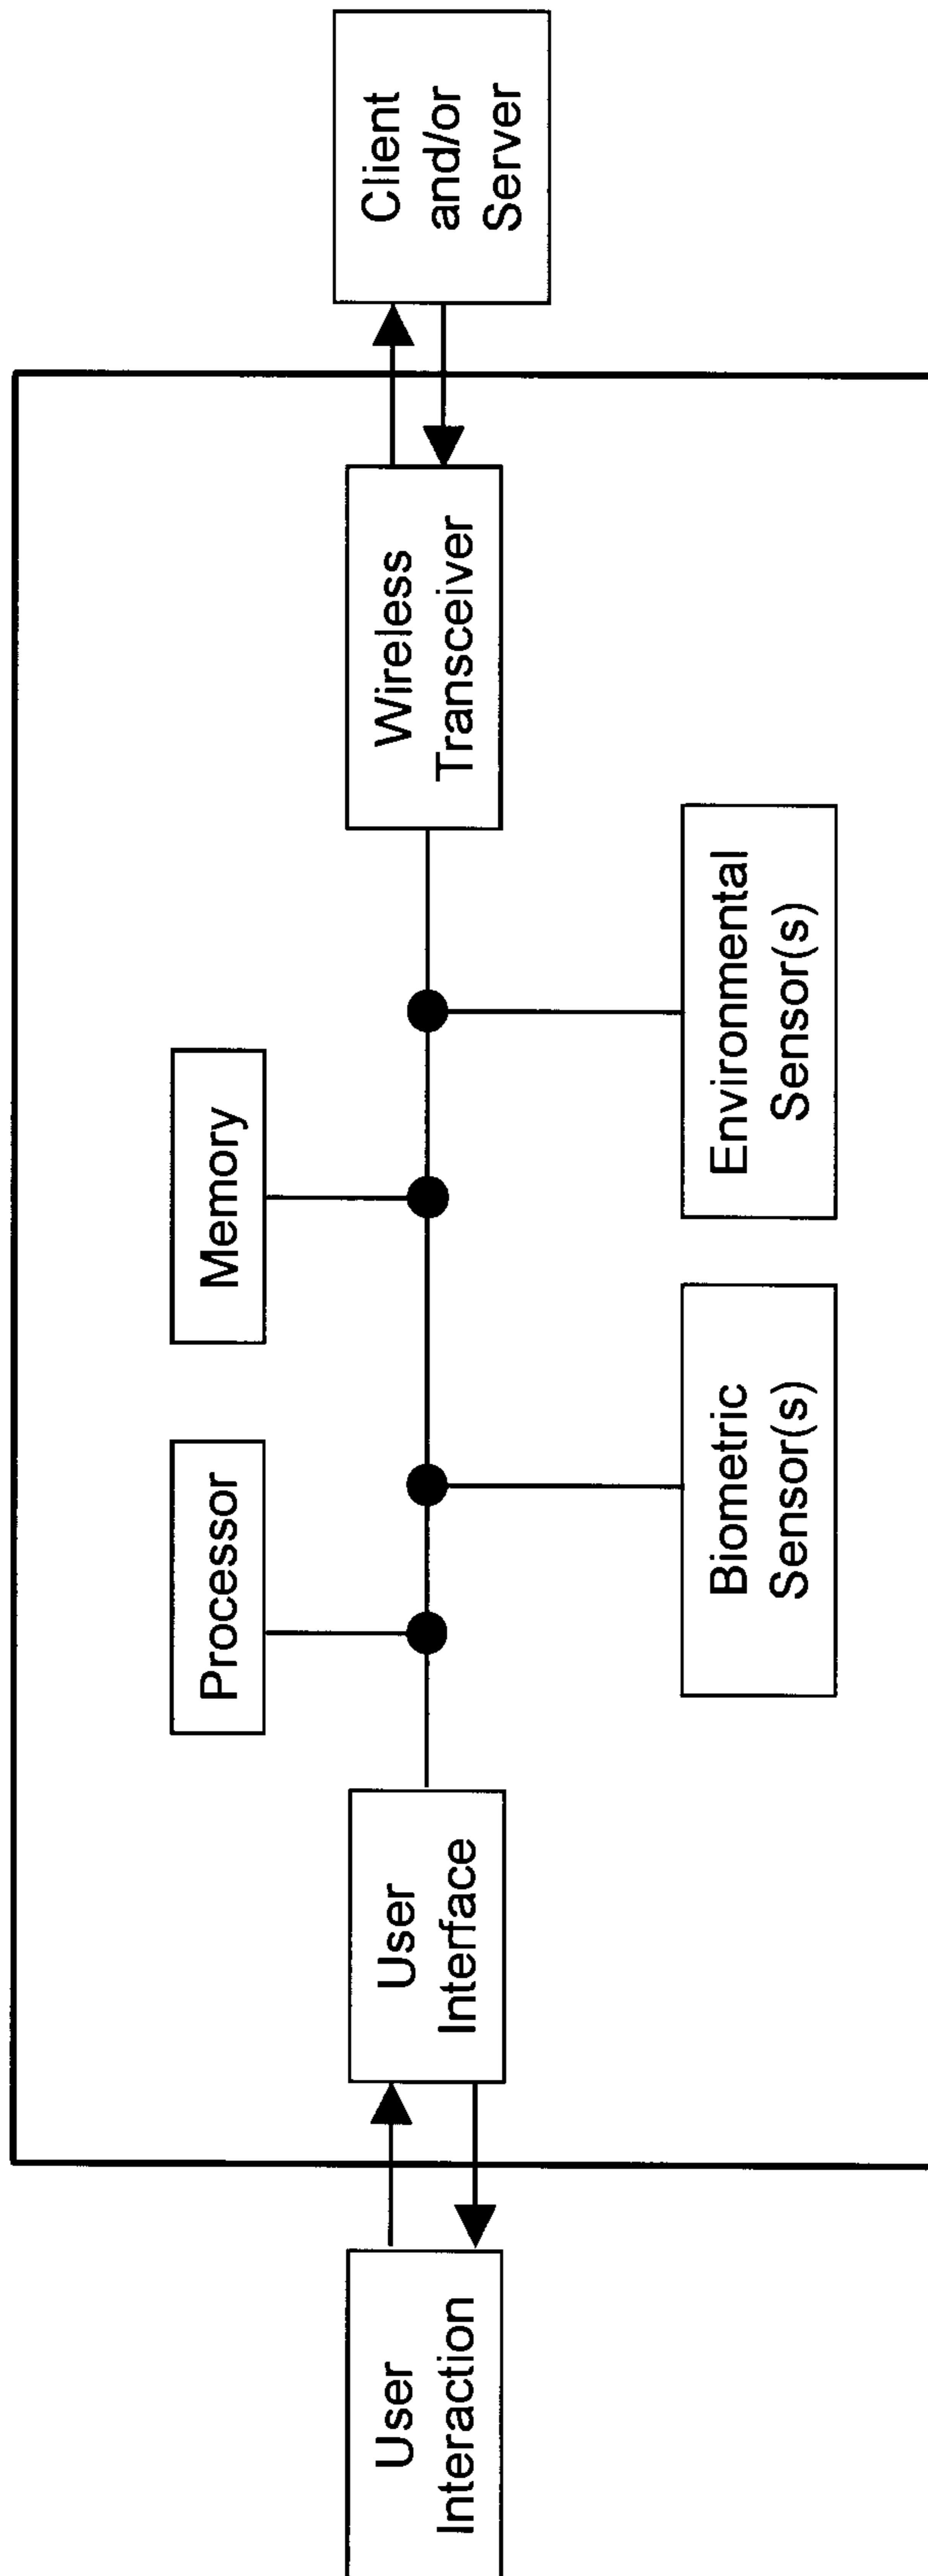 User
Interaction
User
Interface
Processor
Memory
Biometric
Sensor(s)
Environmental
Sensor(s)
Wireless
Transceiver
Client
and/or
Server